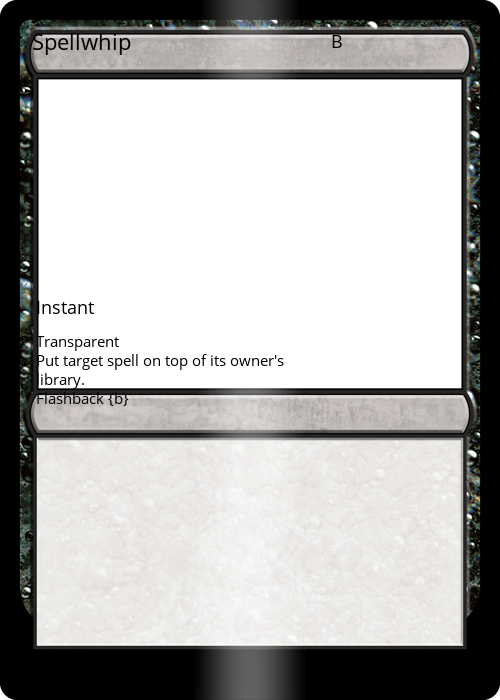 Spellwhip B
Instant
Transparent
Put target spell on top of its owner's
library.
Flashback {b}